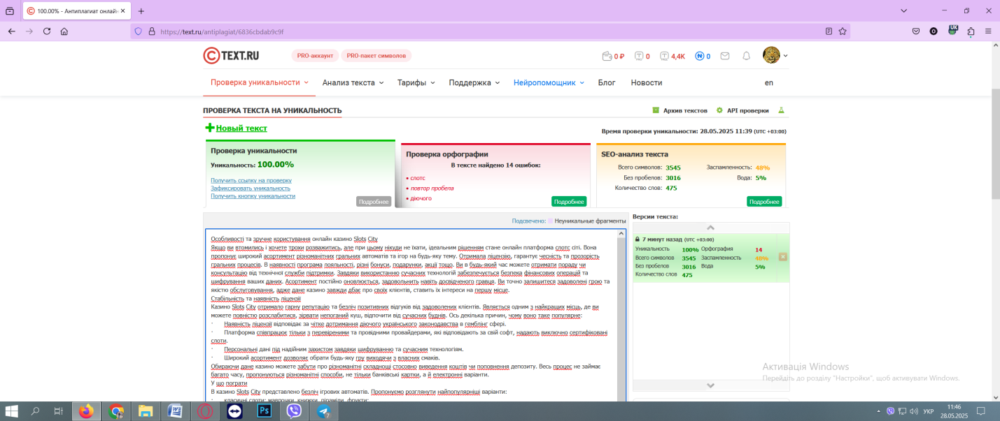 100.00% - Антиплагиат онлай
https://text.ru/antiplagiat/6836cbdab9c9f
UK
TEXT.RU
PRO-аккаунт
PRO-пакет символов
0 ₽
0
4,4K
0
Проверка уникальности
Анализ текста
Тарифы
Поддержка
Нейропомощник
Блог
Новости
en
ПРОВЕРКА ТЕКСТА НА УНИКАЛЬНОСТЬ
Архив текстов
API проверки
Новый текст
Время проверки уникальности: 28.05.2025 11:39 (UTC +03:00)
Проверка уникальности
Уникальность: 100.00%
Получить ссылку на проверку
Зафиксировать уникальность
Получить кнопку уникальности
Подробнее
Проверка орфографии
В тексте найдено 14 ошибок:
• слотс
• повтор пробела
• діючого
Подробнее
SEO-анализ текста
Всего символов: 3545
Заспамленность: 48%
Без пробелов: 3016
Вода: 5%
Количество слов: 475
Подробнее
Подсвечено: Неуникальные фрагменты
Особливості та зручне користування онлайн казино Slots City
Якщо ви втомились і хочете трохи розважитись, але при цьому нікуди не їхати, ідеальним рішенням стане онлайн платформа слотс сіті. Вона
пропонує широкий асортимент різноманітних гральних автоматів та ігор на будь-яку тему. Отримала ліцензію, гарантує чесність та прозорість
гральних процесів. В наявності програма лояльності, різні бонуси, подарунки, акції тощо. Ви в будь-який час можете отримати пораду чи
консультацію від технічної служби підтримки. Завдяки використанню сучасних технологій забезпечується безпека фінансових операцій та
шифрування ваших даних. Асортимент постійно оновлюється, задовольнить навіть досвідченого гравця. Ви точно залишитеся задоволені грою та
якістю обслуговування, адже дане казино завжди дбає про своїх клієнтів, ставить їх інтереси на першу місце.
Стабільність та наявність ліцензії
Казино Slots City отримало гарну репутацію та безліч позитивних відгуків від задоволених клієнтів. Являється одним з найкращих місць, де ви
можете повністю розслабитися, зірвати непоганий куш, відпочити від сучасних буднів. Ось декілька причин, чому воно таке популярне:
· Наявність ліцензії відповідає за чітке дотримання діючого українського законодавства в гемблінг сфері.
· Платформа співпрацює тільки з перевіреними та провідними провайдерами, які відповідають за свій софт, надають виключно сертифіковані
слоти.
· Персональні дані під надійним захистом завдяки шифруванню та сучасним технологіям.
· Широкий асортимент дозволяє обрати будь-яку гру виходячи з власних смаків.
Обираючи дане казино можете забути про різноманітні складнощі стосовно виведення коштів чи поповнення депозиту. Весь процес не займає
багато часу, пропонуються різноманітні способи, не тільки банківські картки, а й електронні варіанти.
У що пограти
В казино Slots City представлено безліч ігрових автоматів. Пропонуємо розглянути найпопулярніші варіанти:
· класичні слоти: мавпочки, книжки, піраміди, фрукти;
Версии текста:
7 минут назад (UTC +03:00)
Уникальность 100% Орфография 14
Всего символов 3545 Заспамленность 48%
Без пробелов 3016 Вода 5%
Количество слов 475
Активація Windows
Перейдіть до розділу "Настройки", щоб активувати Windows.
Ps
УКР
11:46
28.05.2025